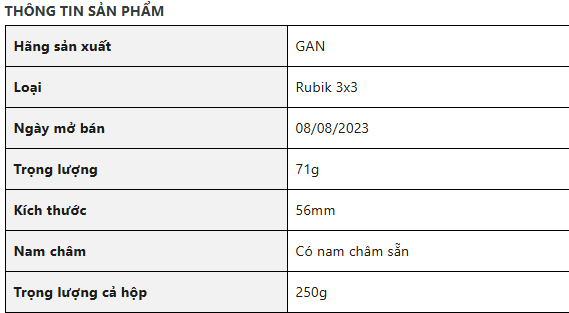 THÔNG TIN SẢN PHẨM
Hãng sản xuất GAN
Loại Rubik 3x3
Ngày mở bán 08/08/2023
Trọng lượng 71g
Kích thước 56mm
Nam châm Có nam châm sẵn
Trọng lượng cả hộp 250g